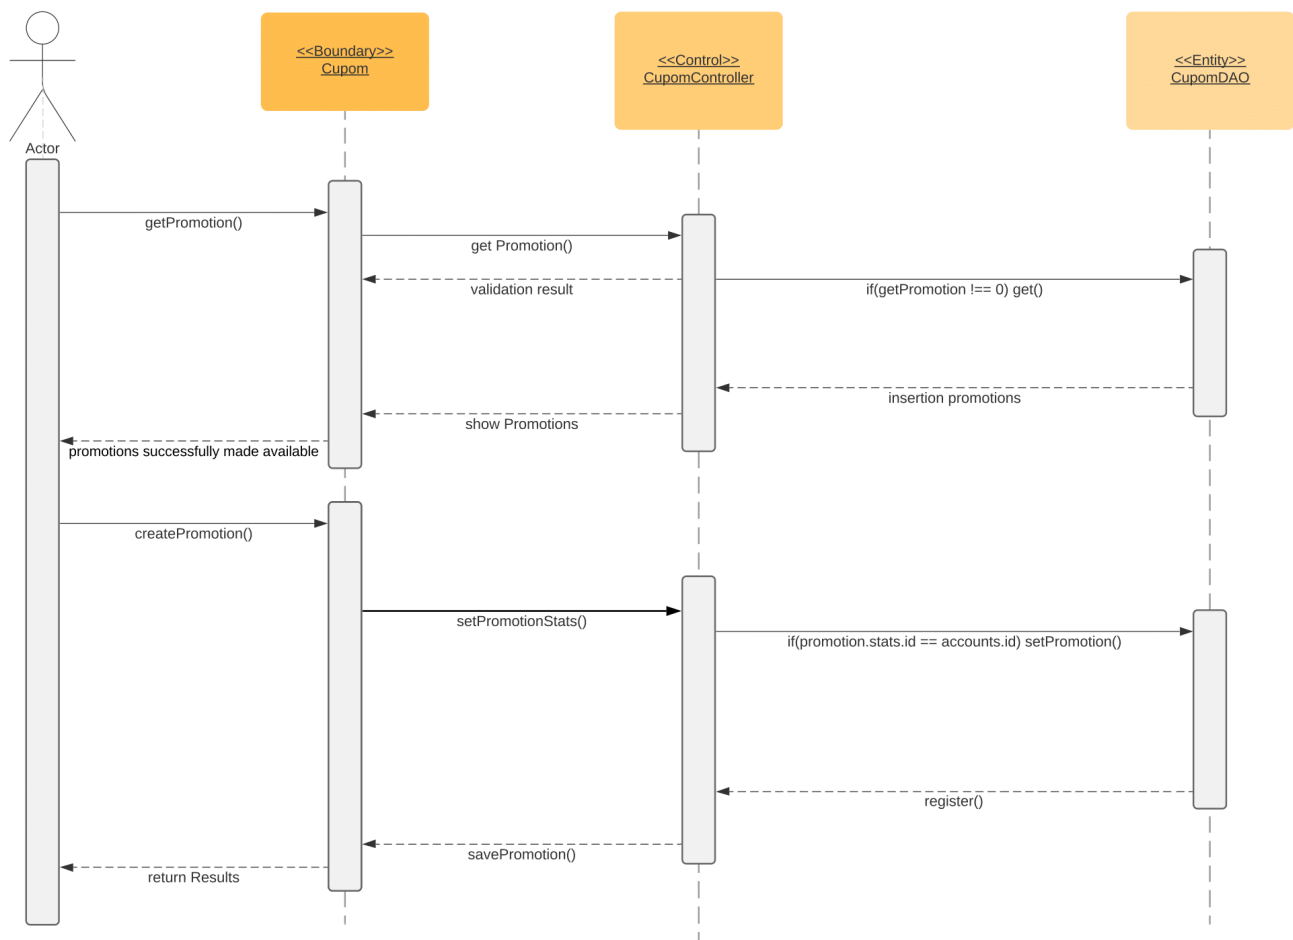 <<Boundary>>
Cupom
<<Control>>
CupomController
<<Entity>>
CupomDAO
Actor
getPromotion()
get Promotion()
validation result
if(getPromotion !== 0) get()
insertion promotions
show Promotions
promotions successfully made available
createPromotion()
setPromotionStats()
if(promotion.stats.id == accounts.id) setPromotion()
register()
savePromotion()
return Results